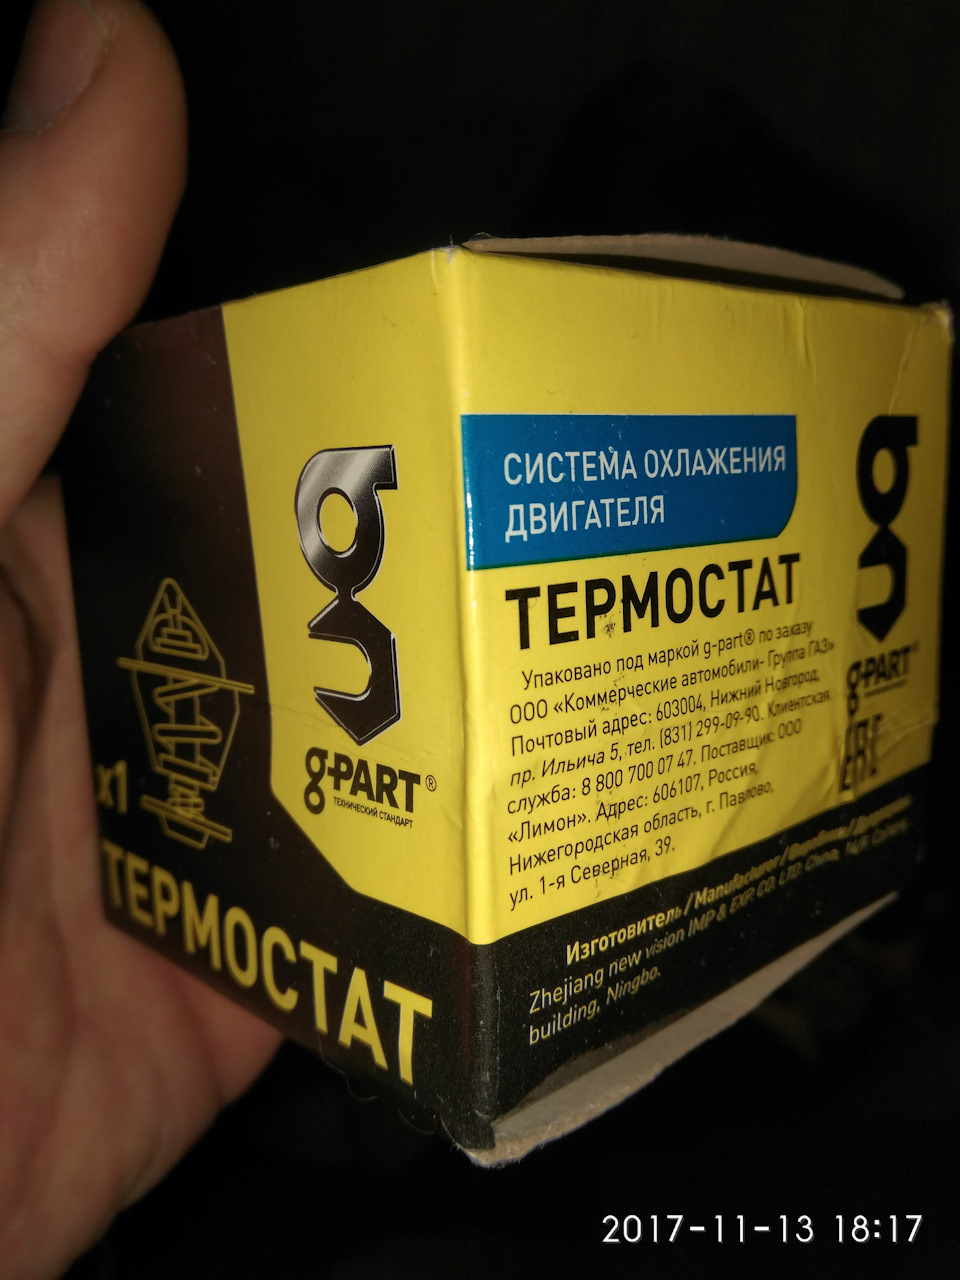 g-PART®
ТЕХНИЧЕСКИЙ СТАНДАРТ
x1
ТЕРМОСТАТ
СИСТЕМА ОХЛАЖЕНИЯ
ДВИГАТЕЛЯ
ТЕРМОСТАТ
Упаковано под маркой g-part® по заказу
ООО «Коммерческие автомобили- Группа ГАЗ»
Почтовый адрес: 603004, Нижний Новгород,
пр. Ильича 5, тел. (831) 299-09-90. Клиентская
служба: 8 800 700 07 47. Поставщик: ООО
«Лимон». Адрес: 606107, Россия,
Нижегородская область, г. Павлово,
ул. 1-я Северная, 39.
g-PART®
EAC
Изготовитель / Manufacturer /
Zhejiang new vision IMP & EXP. CO. LTD. China,
building, Ningbo.
2017-11-13 18:17